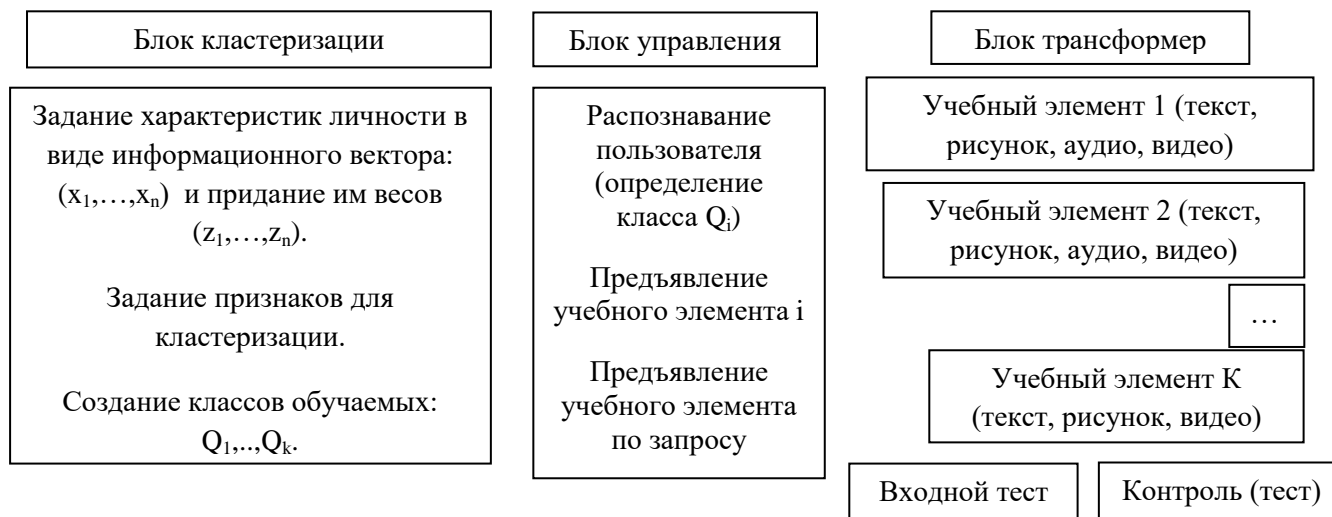 Блок кластеризации
Задание характеристик личности в
виде информационного вектора:
(x₁,…,xₙ) и придание им весов
(z₁,…,zₙ).
Задание признаков для
кластеризации.
Создание классов обучаемых:
Q₁,..,Qₖ.
Блок управления
Распознавание
пользователя
(определение
класса Qᵢ)
Предъявление
учебного элемента i
Предъявление
учебного элемента
по запросу
Блок трансформер
Учебный элемент 1 (текст,
рисунок, аудио, видео)
Учебный элемент 2 (текст,
рисунок, аудио, видео)
…
Учебный элемент К
(текст, рисунок, видео)
Входной тест
Контроль (тест)